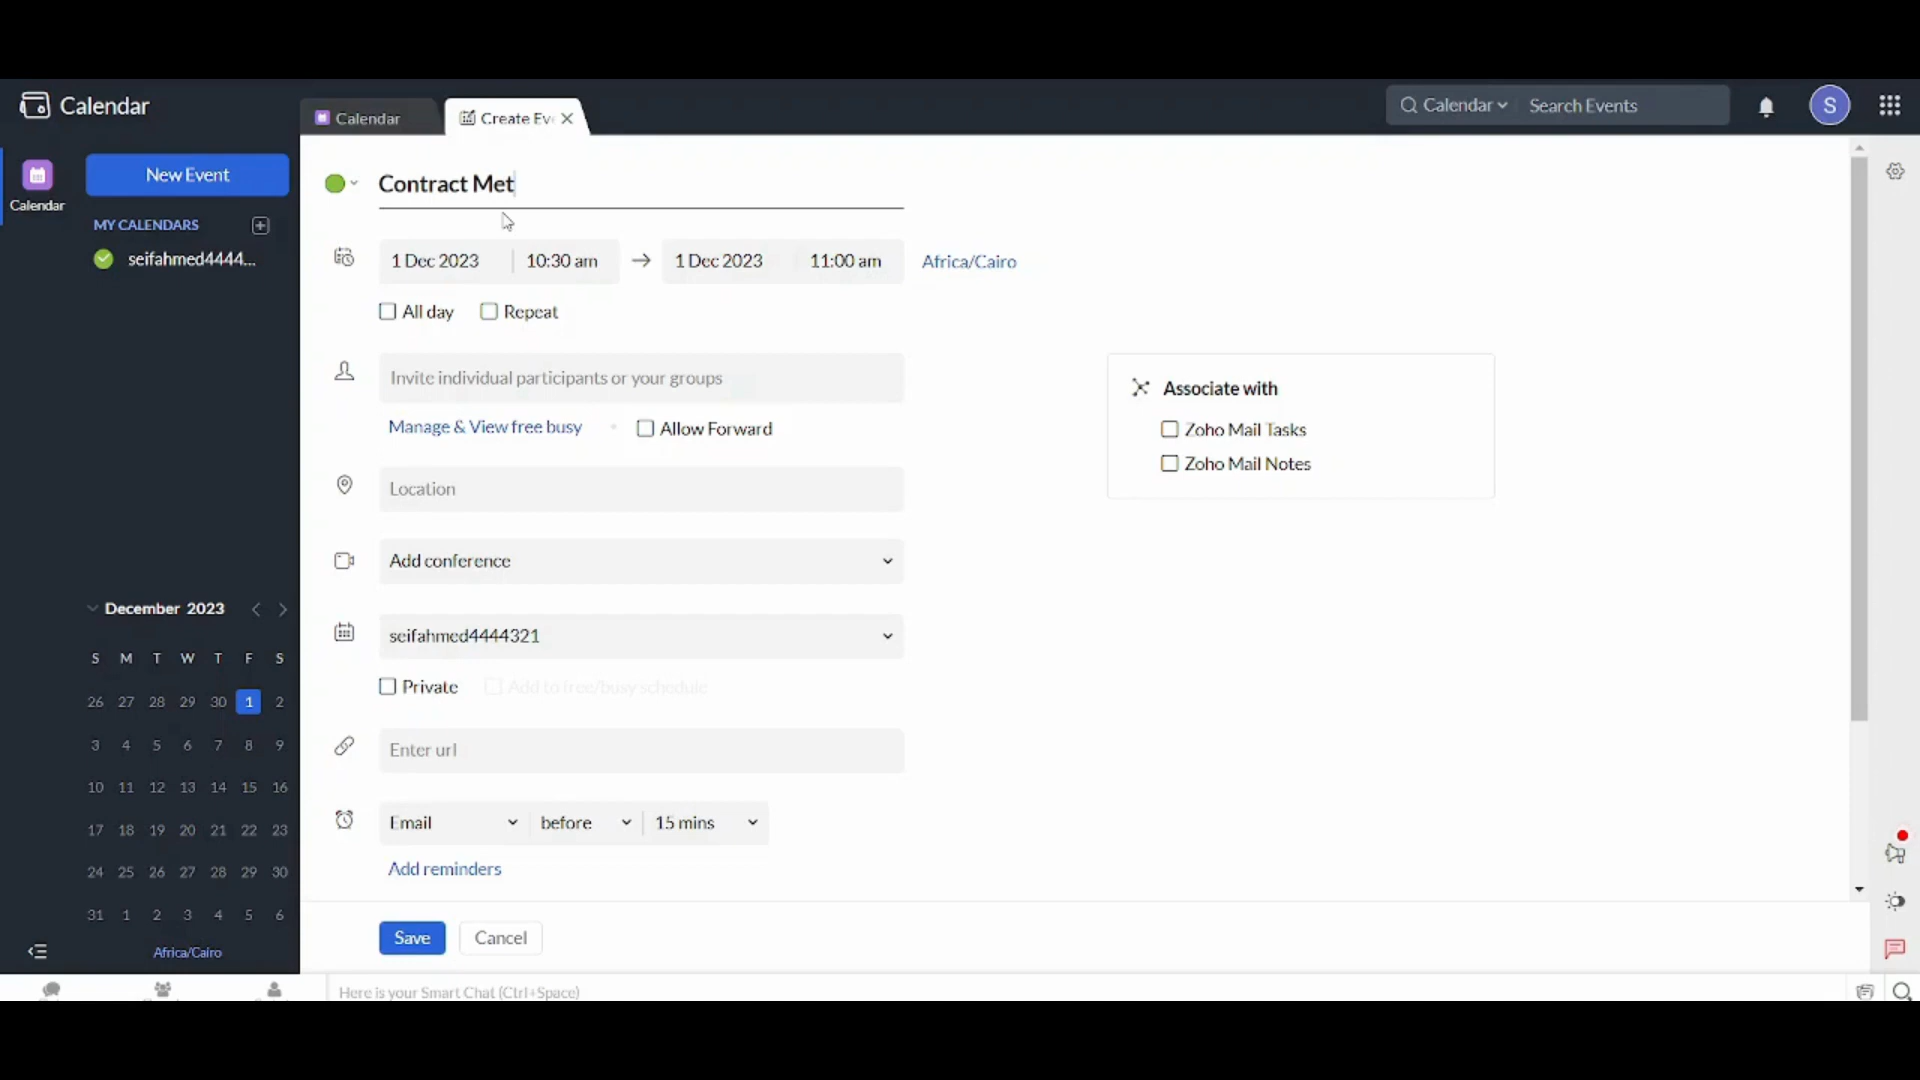 Calendar
Calendar
Create Eve
Calendar
Search Events
S
New Event
Calendar
MY CALENDARS
seifahmed4444...
Contract Met
1 Dec 2023
10:30 am
1 Dec 2023
11:00 am
Africa/Cairo
All day
Repeat
Invite individual participants or your groups
Manage & View free busy
Allow Forward
Associate with
Zoho Mail Tasks
Zoho Mail Notes
Location
Add conference
seifahmed4444321
Private
Add to free/busy schedule
Enter url
Email
before
15 mins
Add reminders
Save
Cancel
December 2023
S M T W T F S
26 27 28 29 30 1 2
3 4 5 6 7 8 9
10 11 12 13 14 15 16
17 18 19 20 21 22 23
24 25 26 27 28 29 30
31 1 2 3 4 5 6
Africa/Cairo
Here is your Smart Chat (Ctrl+Space)